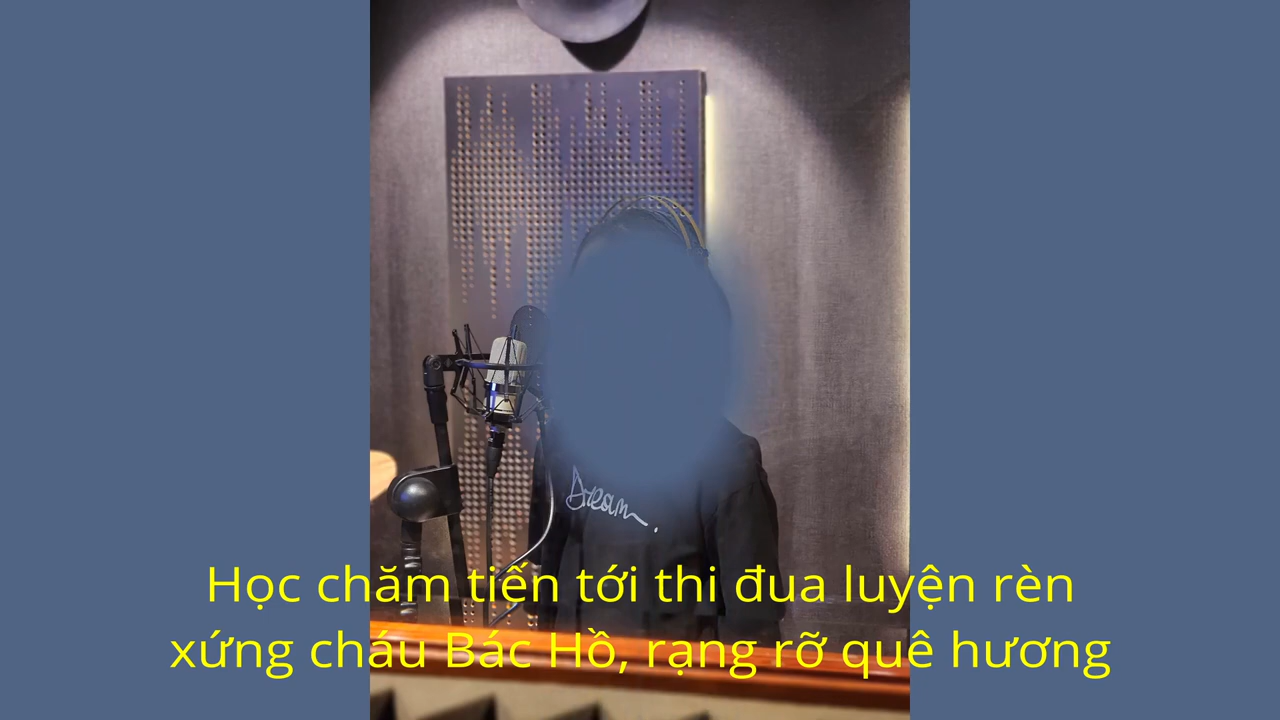 Dream.
Học chăm tiến tới thi đua luyện rèn
xứng cháu Bác Hồ, rạng rỡ quê hương